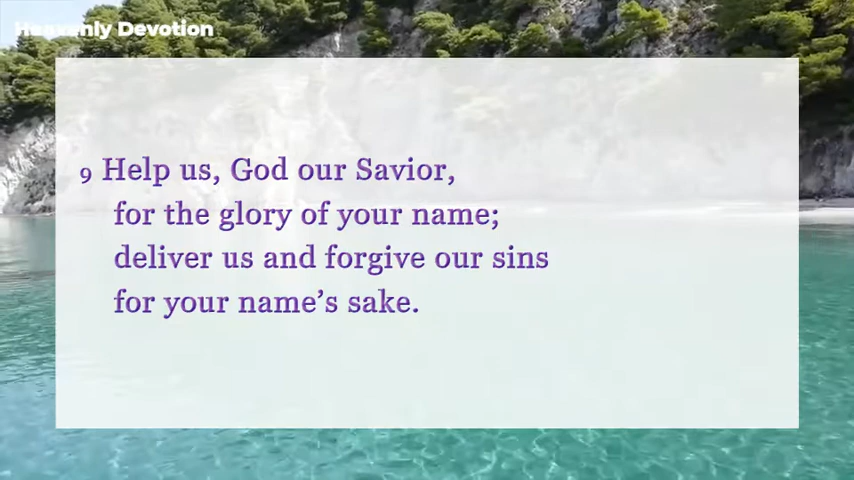 Heavenly Devotion
9 Help us, God our Savior,
for the glory of your name;
deliver us and forgive our sins
for your name’s sake.